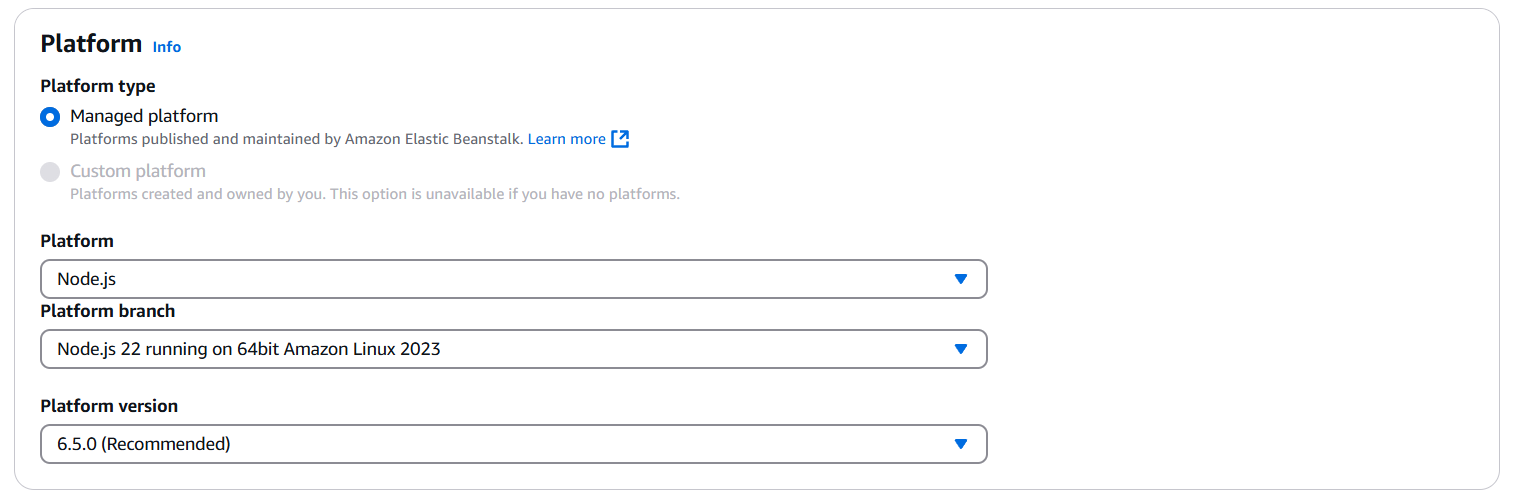 Platform Info
Platform type
Managed platform
Platforms published and maintained by Amazon Elastic Beanstalk. Learn more
Custom platform
Platforms created and owned by you. This option is unavailable if you have no platforms.
Platform
Node.js
Platform branch
Node.js 22 running on 64bit Amazon Linux 2023
Platform version
6.5.0 (Recommended)